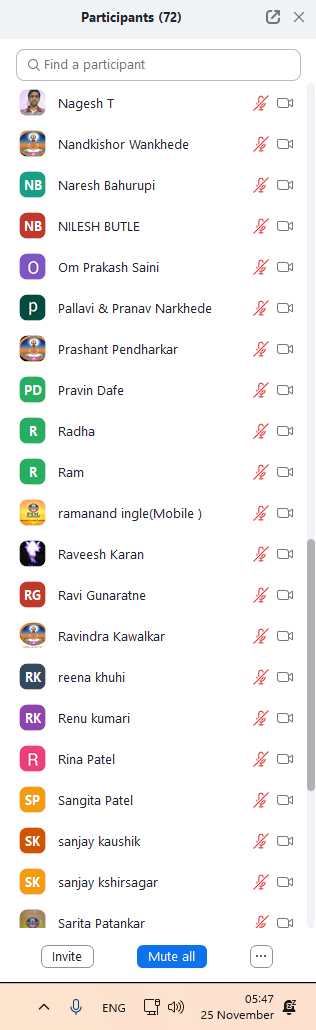 Participants (72)
Find a participant
Nagesh T
Nandkishor Wankhede
NB Naresh Bahurupi
NB NILESH BUTLE
O Om Prakash Saini
p Pallavi & Pranav Narkhede
Prashant Pendharkar
PD Pravin Dafe
R Radha
R Ram
ramanand ingle(Mobile )
Raveesh Karan
RG Ravi Gunaratne
Ravindra Kawalkar
RK reena khuhi
RK Renu kumari
R Rina Patel
SP Sangita Patel
SK sanjay kaushik
SK sanjay kshirsagar
Sarita Patankar
Invite Mute all ...
ENG 05:47
25 November